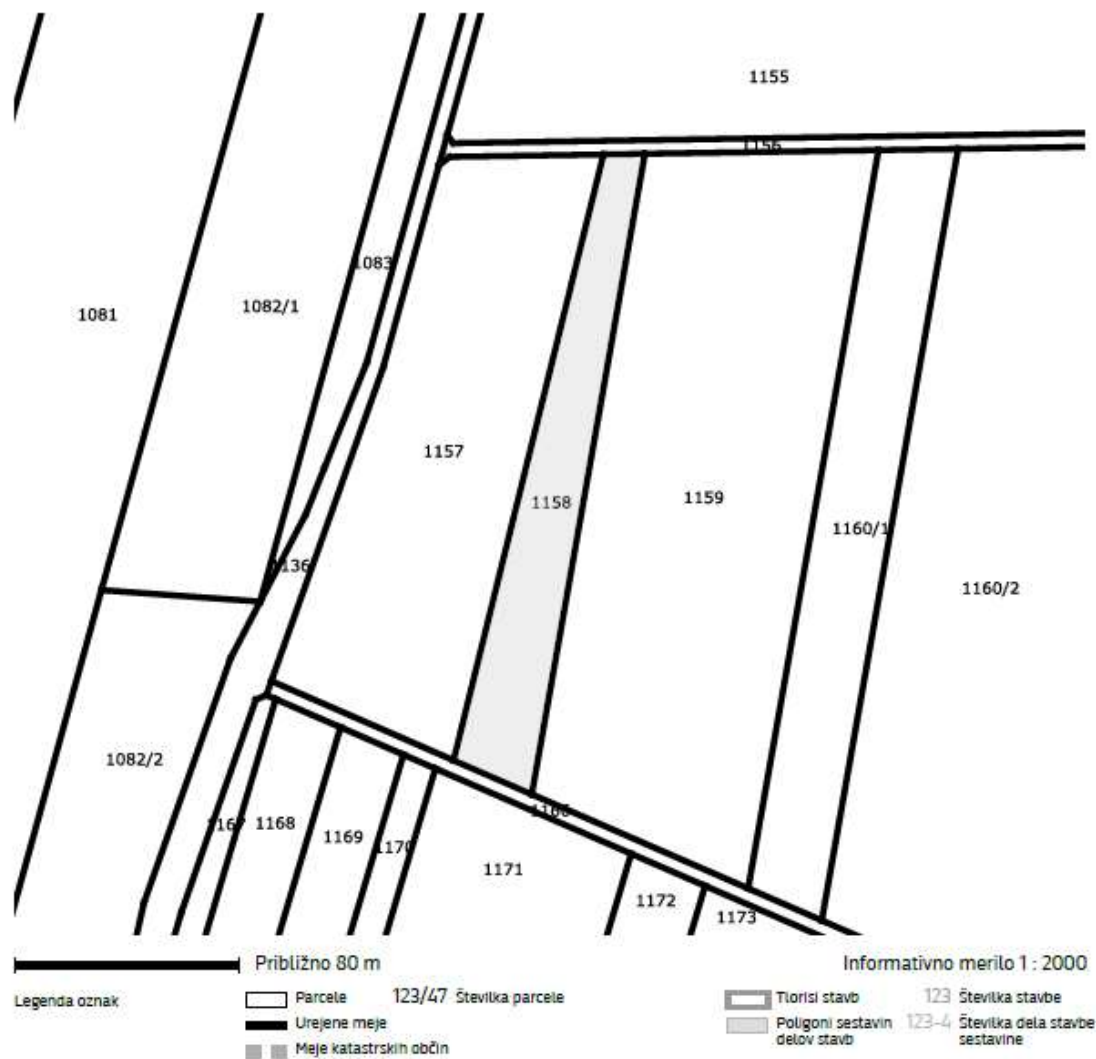 1155
1156
1083
1082/1
1081
1157
1158
1159
1160/1
1136
1160/2
1082/2
1166
1167
1168
1169
1170
1171
1172
1173
Približno 80 m
Informativno merilo 1 : 2000
Legenda oznak
Parcele
123/47 Številka parcele
Urejene meje
Meje katastrskih občin
Tlorisi stavb
123 Številka stavbe
Poligoni sestavin
delov stavb
123-4 Številka dela stavbe
sestavine